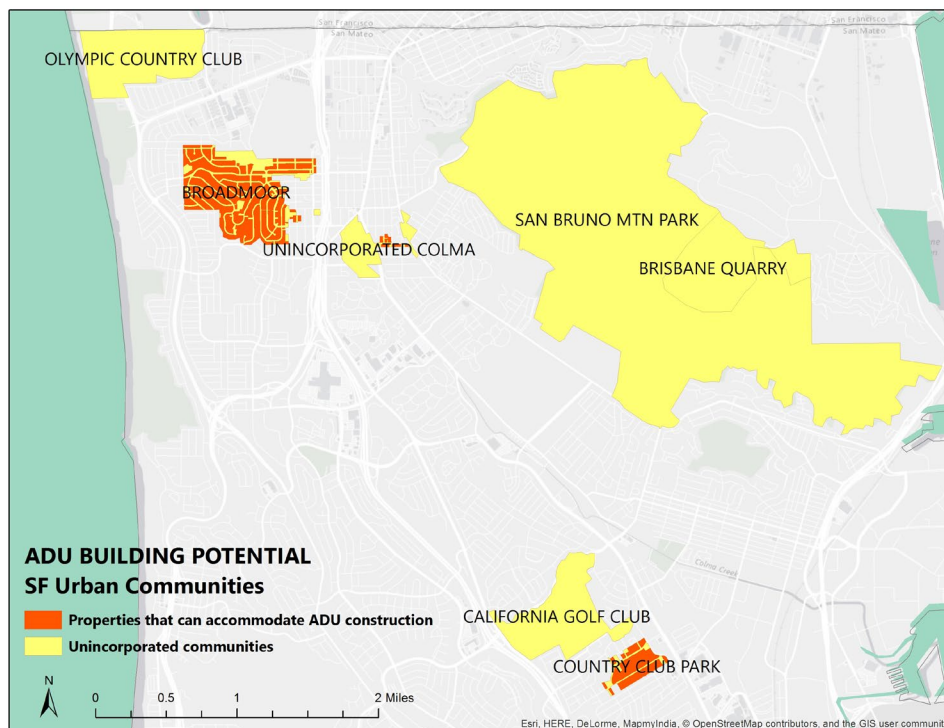 San Francisco
San Mateo
San Francisco
San Mateo
OLYMPIC COUNTRY CLUB
BROADMOOR
UNINCORPORATED COLMA
SAN BRUNO MTN PARK
BRISBANE QUARRY
Colma Creek
CALIFORNIA GOLF CLUB
COUNTRY CLUB PARK
ADU BUILDING POTENTIAL
SF Urban Communities
Properties that can accommodate ADU construction
Unincorporated communities
N
0 0.5 1 2 Miles
Esri, HERE, DeLorme, MapmyIndia, © OpenStreetMap contributors, and the GIS user communit